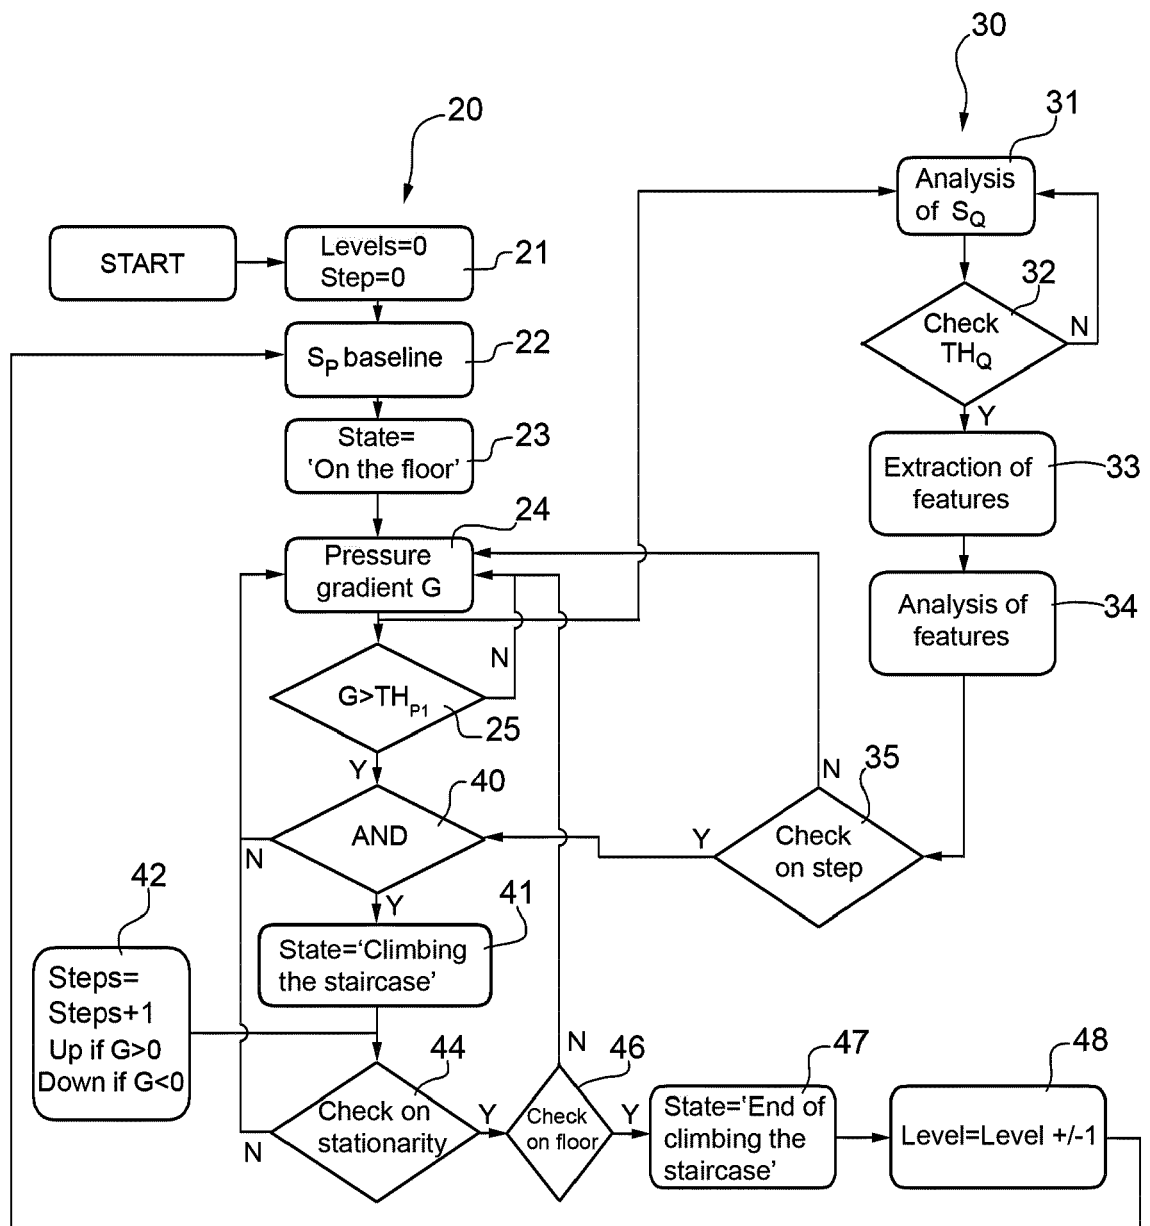 30
31
20
Analysis
of S_Q
START
Levels=0
Step=0
21
32
Check
TH_Q
N
Y
S_P baseline
22
State=
'On the floor'
23
Extraction of
features
33
24
Pressure
gradient G
Analysis of
features
34
N
G>TH_P1
25
Y
35
N
Check
on step
Y
40
AND
N
Y
42
41
State='Climbing
the staircase'
Steps=
Steps+1
Up if G>0
Down if G<0
44
Check on
stationarity
N
Y
N
46
Check
on floor
Y
47
State='End of
climbing the
staircase'
48
Level=Level +/-1